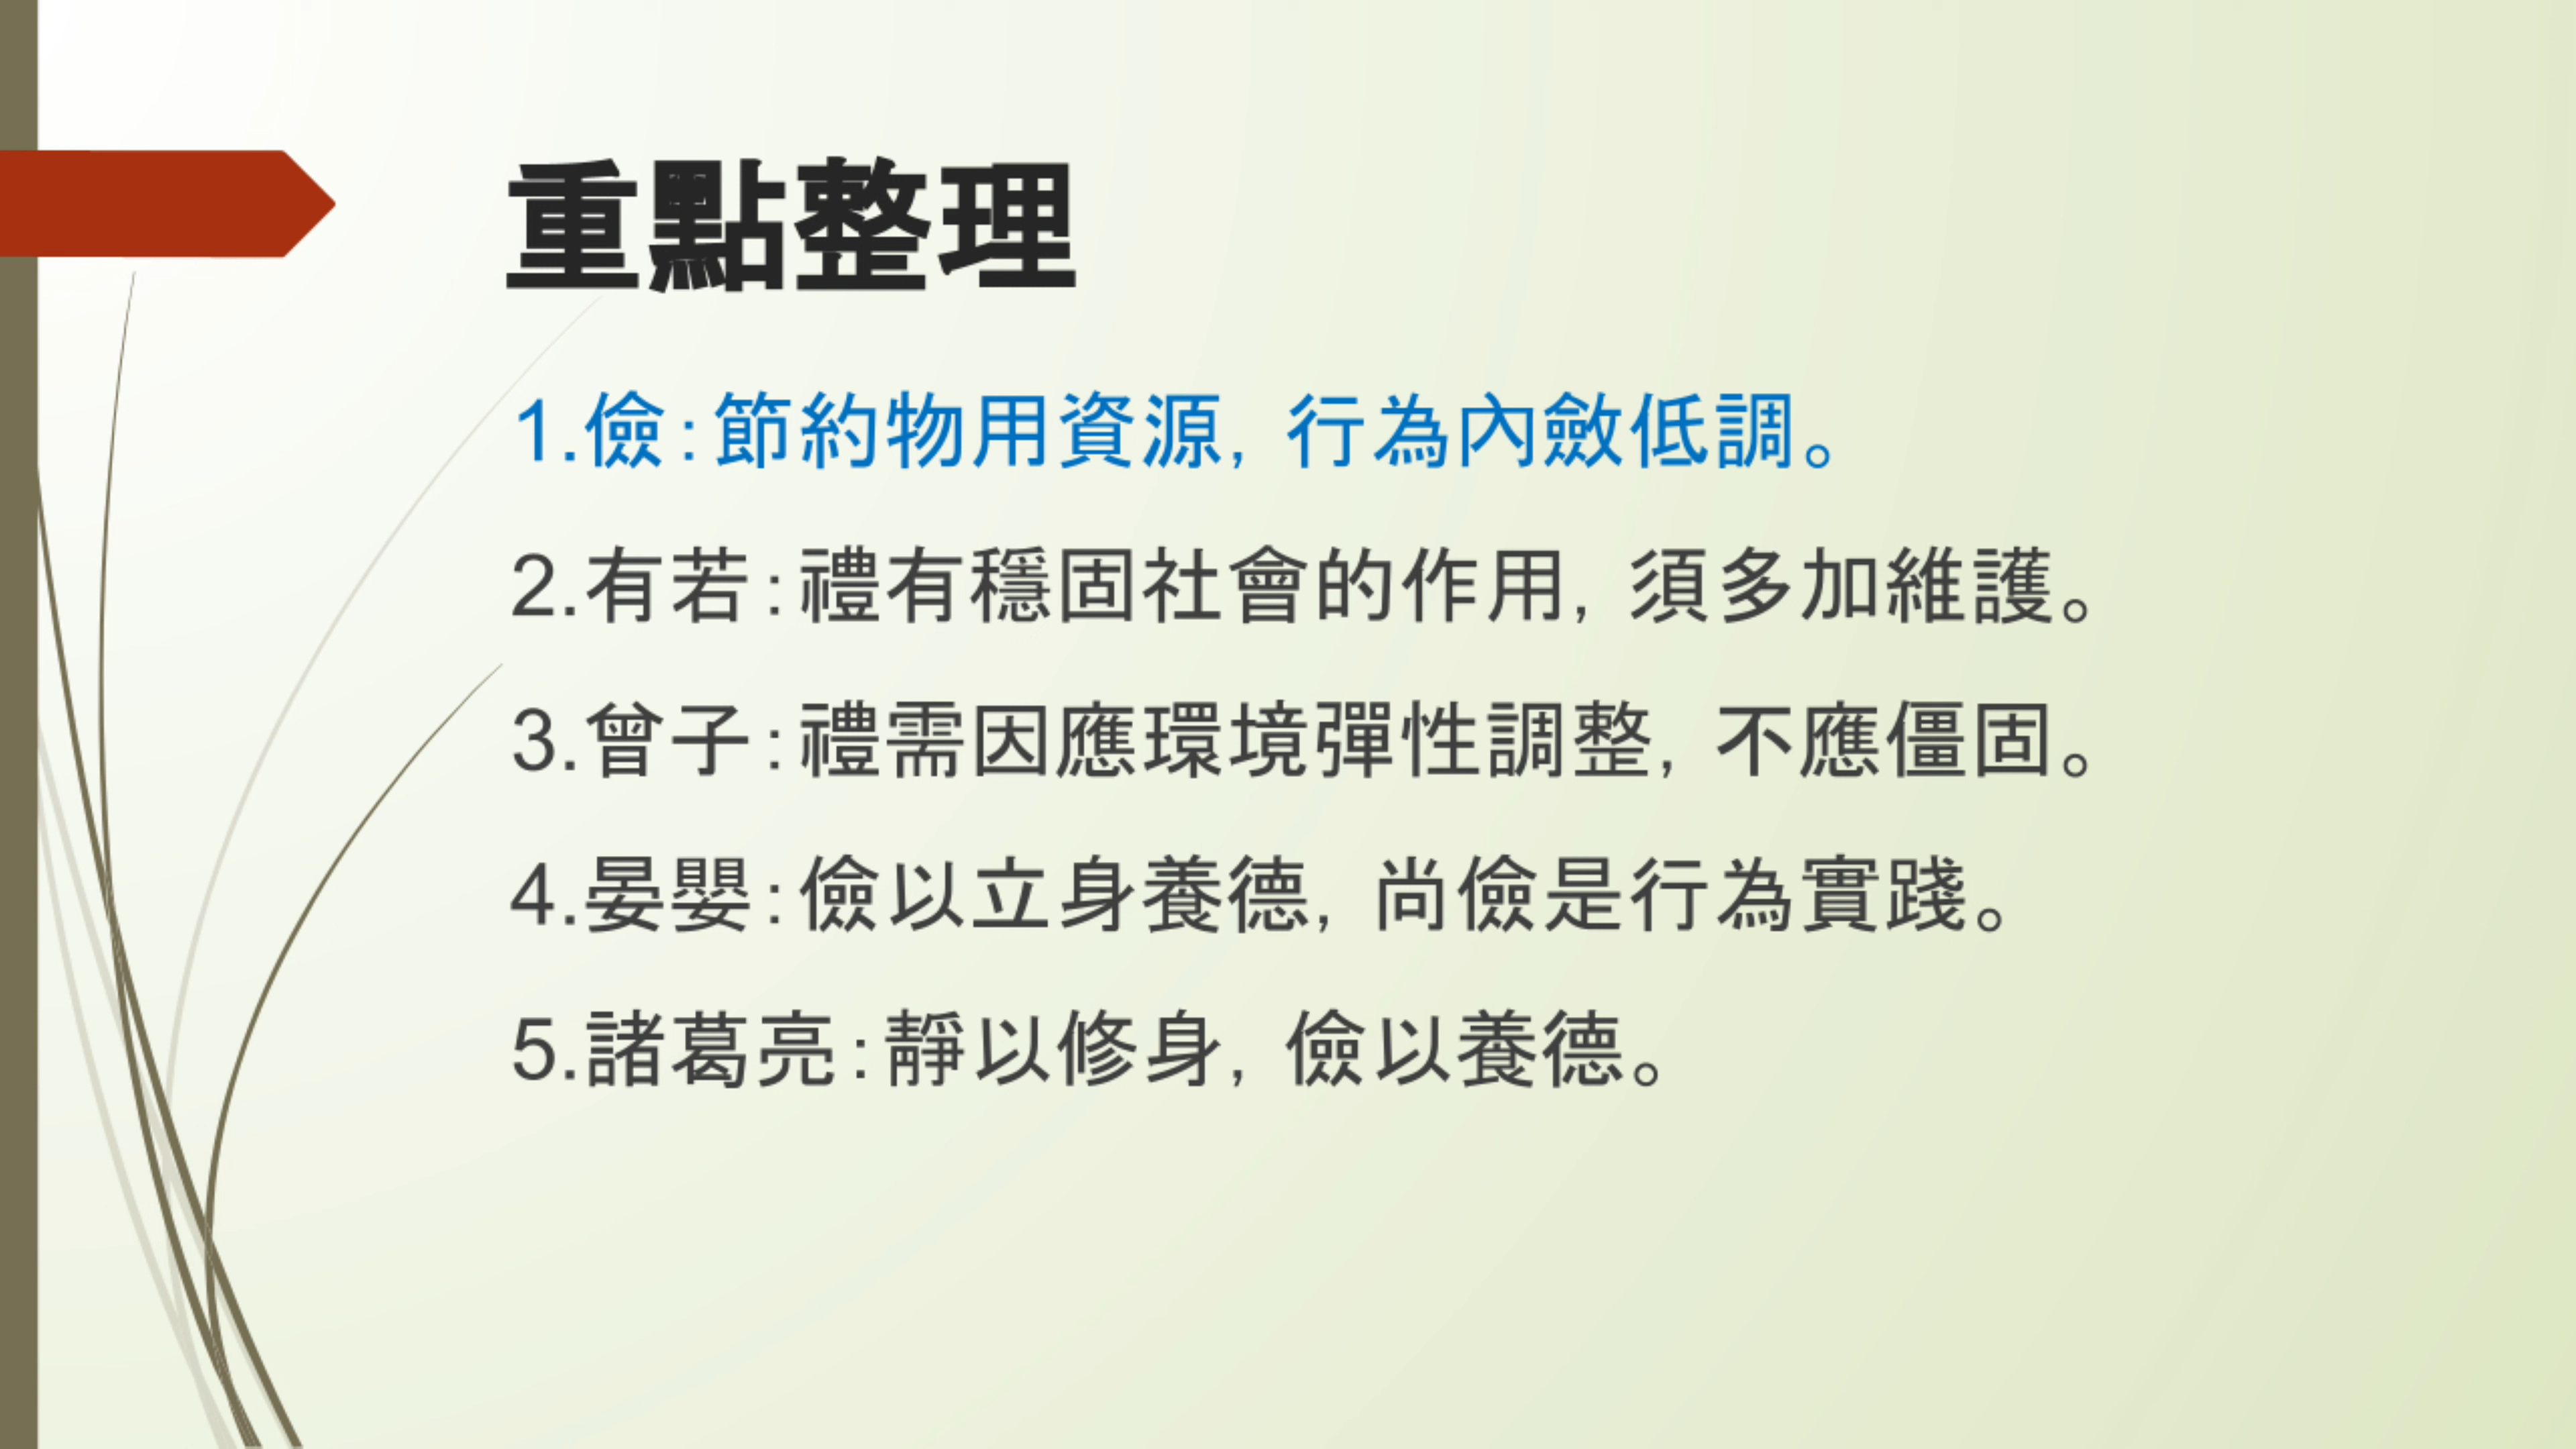 重點整理
1.儉:節約物用資源, 行為內斂低調。
2.有若:禮有穩固社會的作用, 須多加維護。
3.曾子:禮需因應環境彈性調整, 不應僵固。
4.晏嬰:儉以立身養德, 尚儉是行為實踐。
5.諸葛亮:靜以修身, 儉以養德。